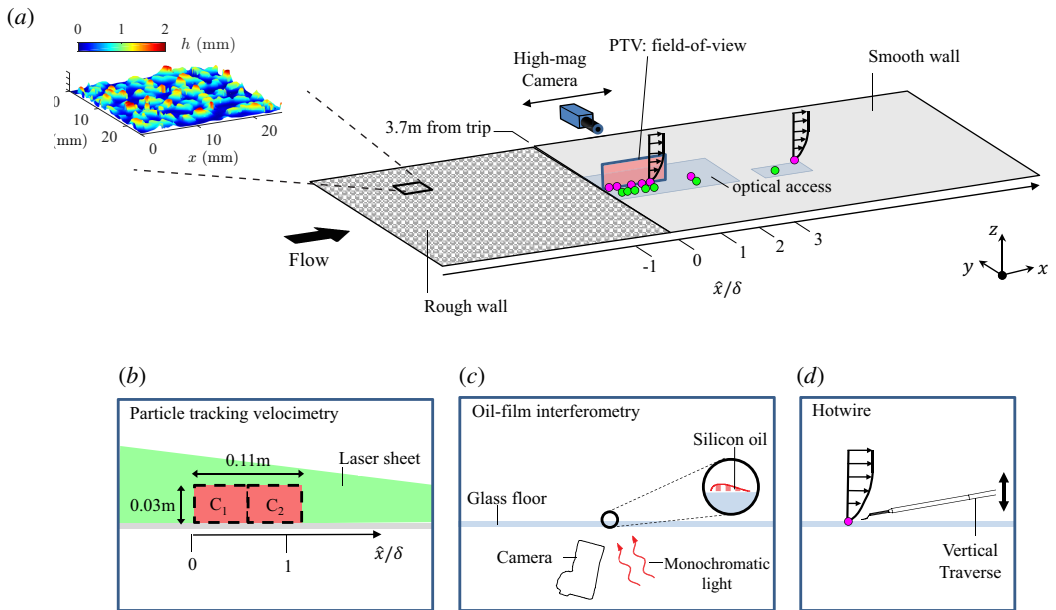 (a)
0 1 2 h (mm)
0
10
20
(mm)
0
10
20
x (mm)
High-mag
Camera
PTV: field-of-view
Smooth wall
3.7m from trip
optical access
Flow
Rough wall
-1 0 1 2 3
x̂/δ
z
y
x
(b)
Particle tracking velocimetry
0.11m
Laser sheet
0.03m
C₁ C₂
0 1
x̂/δ
(c)
Oil-film interferometry
Silicon oil
Glass floor
Camera
Monochromatic
light
(d)
Hotwire
Vertical
Traverse